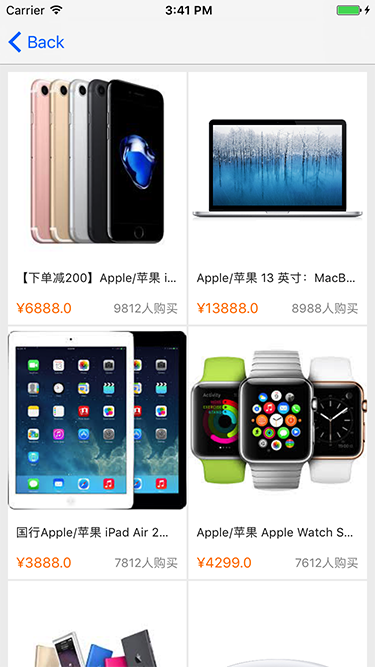 Carrier 3:41 PM
Back
【下单减200】Apple/苹果 i...
¥6888.0 9812人购买
Apple/苹果 13 英寸：MacB...
¥13888.0 8988人购买
国行Apple/苹果 iPad Air 2...
¥3888.0 7812人购买
Apple/苹果 Apple Watch S...
¥4299.0 7612人购买